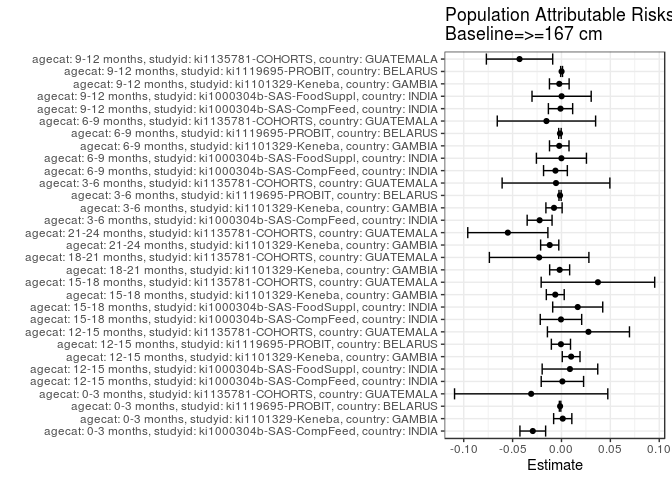 Population Attributable Risks
Baseline=>=167 cm
agecat: 9-12 months, studyid: ki1135781-COHORTS, country: GUATEMALA
agecat: 9-12 months, studyid: ki1119695-PROBIT, country: BELARUS
agecat: 9-12 months, studyid: ki1101329-Keneba, country: GAMBIA
agecat: 9-12 months, studyid: ki1000304b-SAS-FoodSuppl, country: INDIA
agecat: 9-12 months, studyid: ki1000304b-SAS-CompFeed, country: INDIA
agecat: 6-9 months, studyid: ki1135781-COHORTS, country: GUATEMALA
agecat: 6-9 months, studyid: ki1119695-PROBIT, country: BELARUS
agecat: 6-9 months, studyid: ki1101329-Keneba, country: GAMBIA
agecat: 6-9 months, studyid: ki1000304b-SAS-FoodSuppl, country: INDIA
agecat: 6-9 months, studyid: ki1000304b-SAS-CompFeed, country: INDIA
agecat: 3-6 months, studyid: ki1135781-COHORTS, country: GUATEMALA
agecat: 3-6 months, studyid: ki1119695-PROBIT, country: BELARUS
agecat: 3-6 months, studyid: ki1101329-Keneba, country: GAMBIA
agecat: 3-6 months, studyid: ki1000304b-SAS-CompFeed, country: INDIA
agecat: 21-24 months, studyid: ki1135781-COHORTS, country: GUATEMALA
agecat: 21-24 months, studyid: ki1101329-Keneba, country: GAMBIA
agecat: 18-21 months, studyid: ki1135781-COHORTS, country: GUATEMALA
agecat: 18-21 months, studyid: ki1101329-Keneba, country: GAMBIA
agecat: 15-18 months, studyid: ki1135781-COHORTS, country: GUATEMALA
agecat: 15-18 months, studyid: ki1101329-Keneba, country: GAMBIA
agecat: 15-18 months, studyid: ki1000304b-SAS-FoodSuppl, country: INDIA
agecat: 15-18 months, studyid: ki1000304b-SAS-CompFeed, country: INDIA
agecat: 12-15 months, studyid: ki1135781-COHORTS, country: GUATEMALA
agecat: 12-15 months, studyid: ki1119695-PROBIT, country: BELARUS
agecat: 12-15 months, studyid: ki1101329-Keneba, country: GAMBIA
agecat: 12-15 months, studyid: ki1000304b-SAS-FoodSuppl, country: INDIA
agecat: 12-15 months, studyid: ki1000304b-SAS-CompFeed, country: INDIA
agecat: 0-3 months, studyid: ki1135781-COHORTS, country: GUATEMALA
agecat: 0-3 months, studyid: ki1119695-PROBIT, country: BELARUS
agecat: 0-3 months, studyid: ki1101329-Keneba, country: GAMBIA
agecat: 0-3 months, studyid: ki1000304b-SAS-CompFeed, country: INDIA
-0.10 -0.05 0.00 0.05 0.10
Estimate